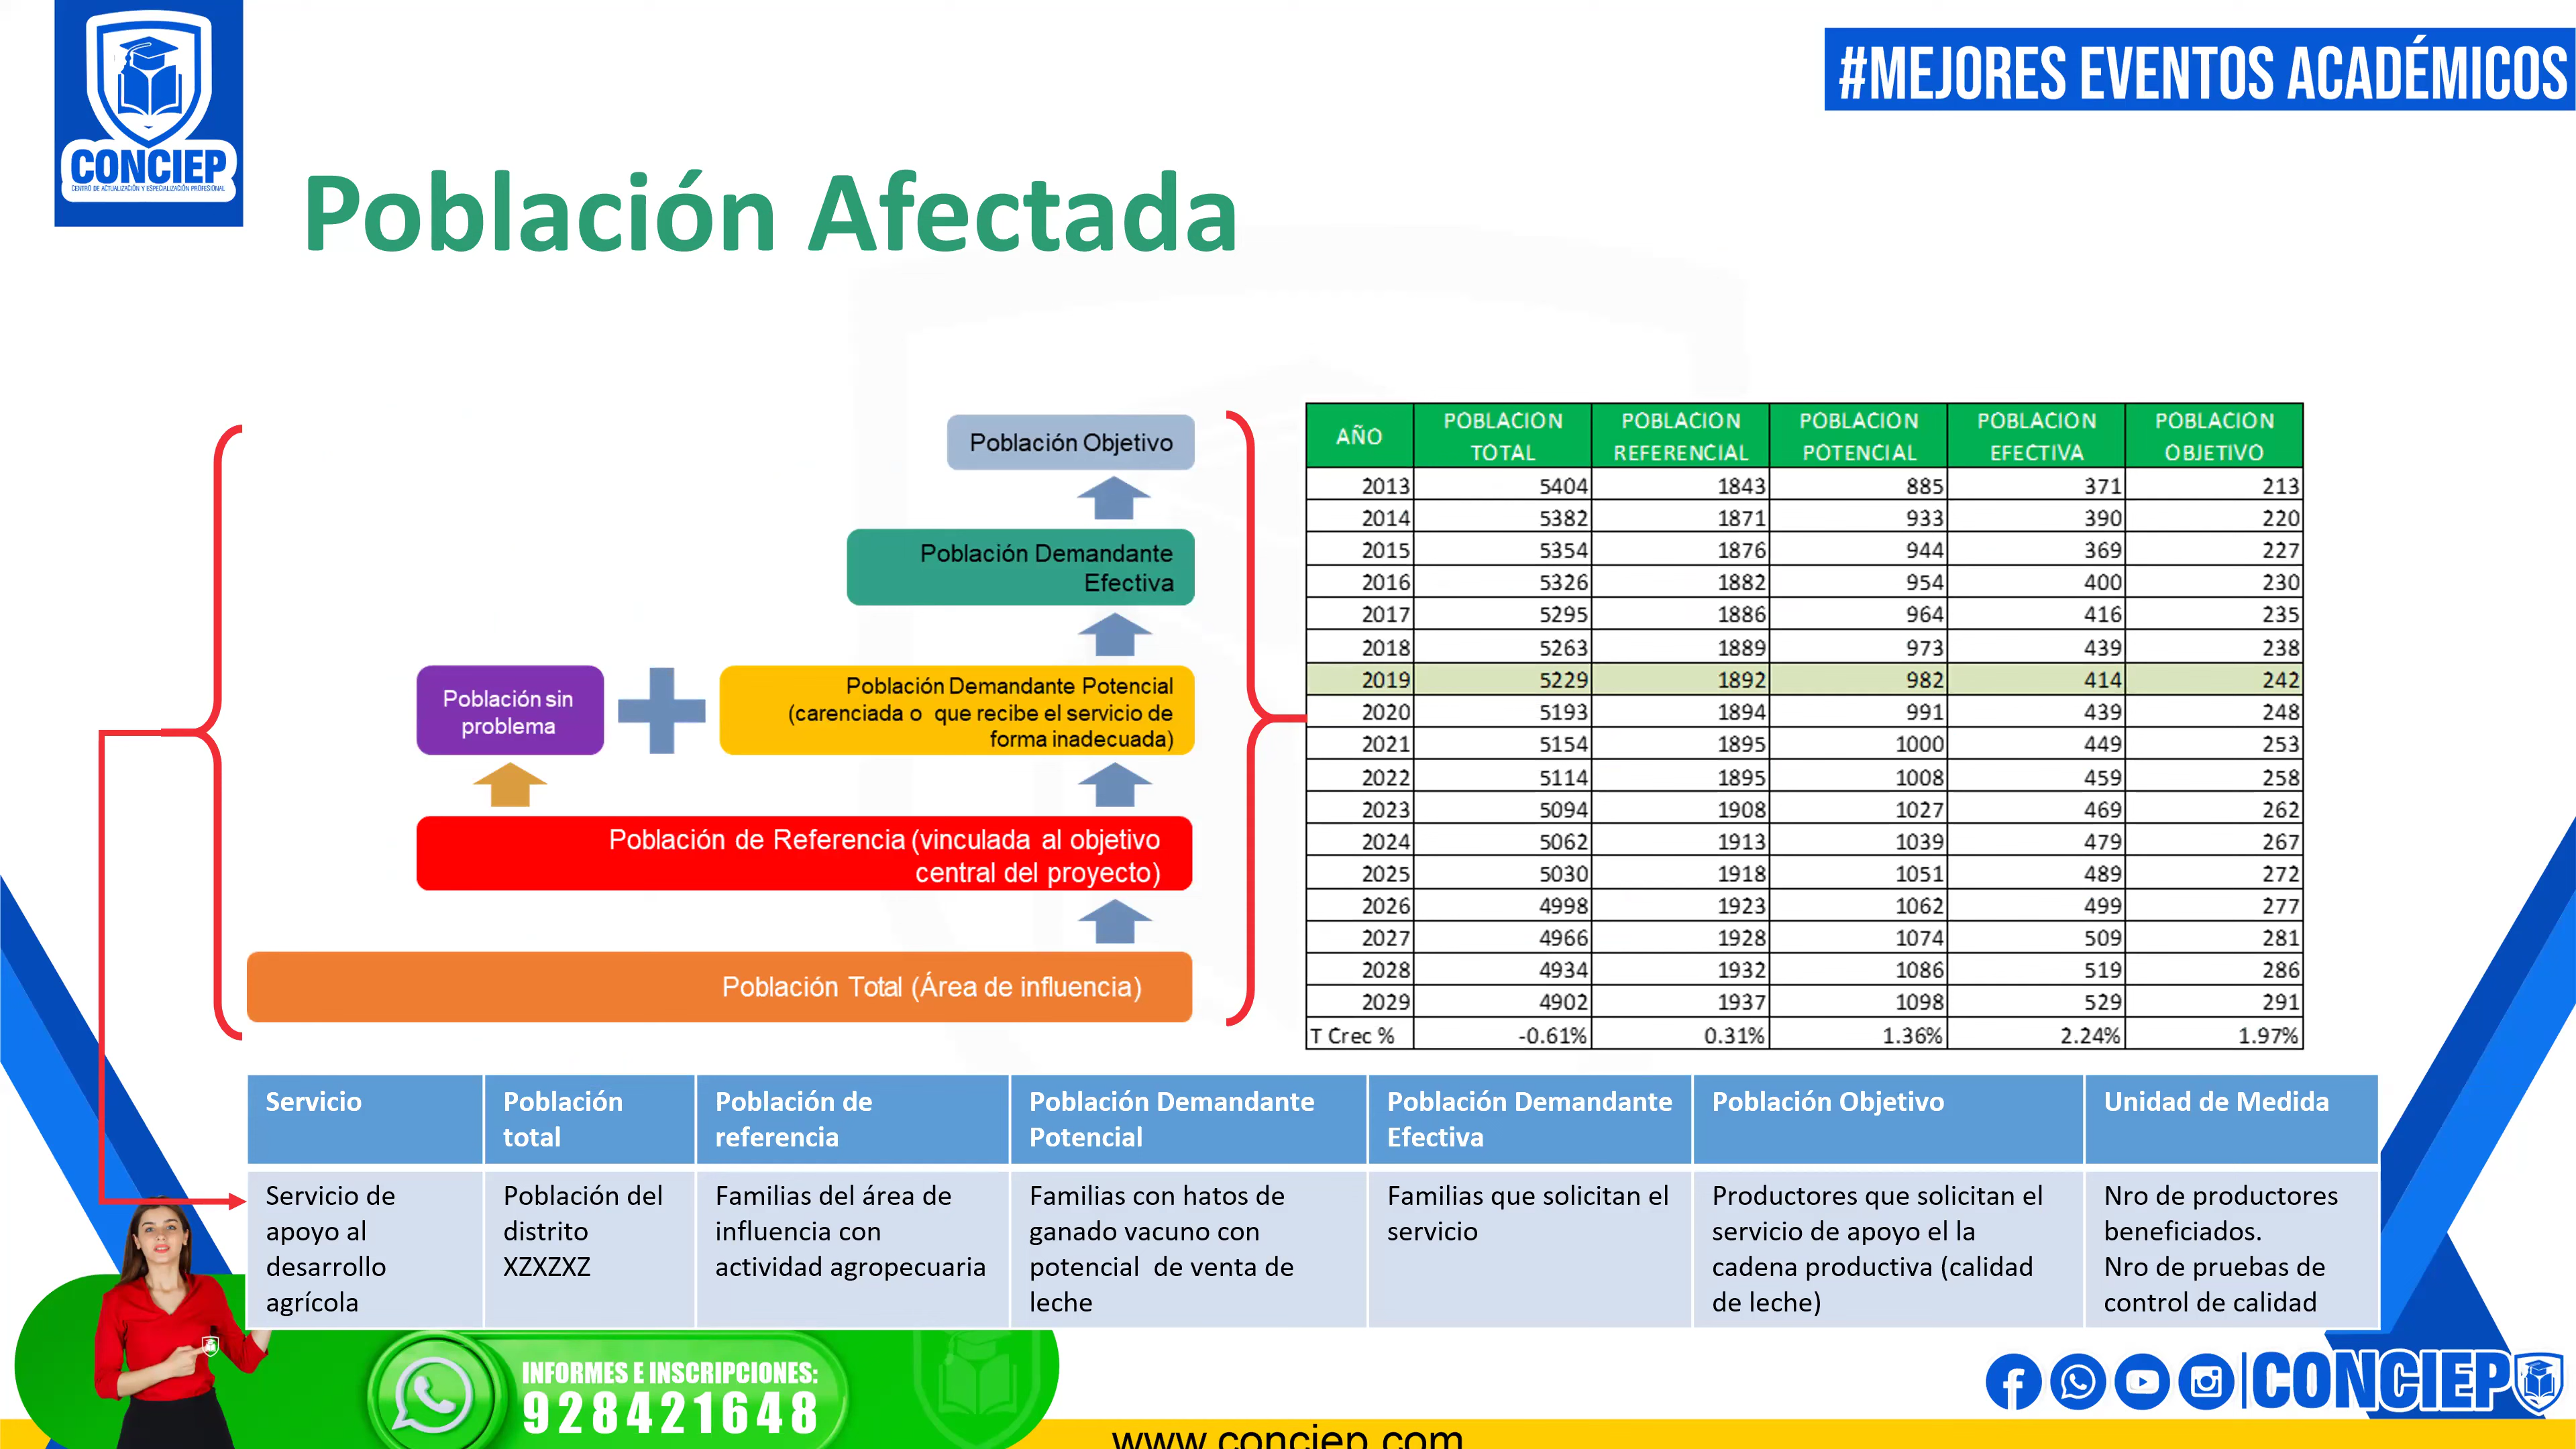 CONCIEP
CENTRO DE ACTUALIZACIÓN Y ESPECIALIZACIÓN PROFESIONAL
#MEJORES EVENTOS ACADÉMICOS
Población Afectada
Población Objetivo
Población Demandante
Efectiva
Población sin
problema
Población Demandante Potencial
(carenciada o que recibe el servicio de
forma inadecuada)
Población de Referencia (vinculada al objetivo
central del proyecto)
Población Total (Área de influencia)
AÑO POBLACION TOTAL POBLACION REFERENCIAL POBLACION POTENCIAL POBLACION EFECTIVA POBLACION OBJETIVO
2013 5404 1843 885 371 213
2014 5382 1871 933 390 220
2015 5354 1876 944 369 227
2016 5326 1882 954 400 230
2017 5295 1886 964 416 235
2018 5263 1889 973 439 238
2019 5229 1892 982 414 242
2020 5193 1894 991 439 248
2021 5154 1895 1000 449 253
2022 5114 1895 1008 459 258
2023 5094 1908 1027 469 262
2024 5062 1913 1039 479 267
2025 5030 1918 1051 489 272
2026 4998 1923 1062 499 277
2027 4966 1928 1074 509 281
2028 4934 1932 1086 519 286
2029 4902 1937 1098 529 291
T Crec % -0.61% 0.31% 1.36% 2.24% 1.97%
Servicio
Población
total
Población de
referencia
Población Demandante
Potencial
Población Demandante
Efectiva
Población Objetivo
Unidad de Medida
Servicio de
apoyo al
desarrollo
agrícola
Población del
distrito
XZXZXZ
Familias del área de
influencia con
actividad agropecuaria
Familias con hatos de
ganado vacuno con
potencial de venta de
leche
Familias que solicitan el
servicio
Productores que solicitan el
servicio de apoyo el la
cadena productiva (calidad
de leche)
Nro de productores
beneficiados.
Nro de pruebas de
control de calidad
INFORMES E INSCRIPCIONES:
928421648
CONCIEP
www.conciep.com